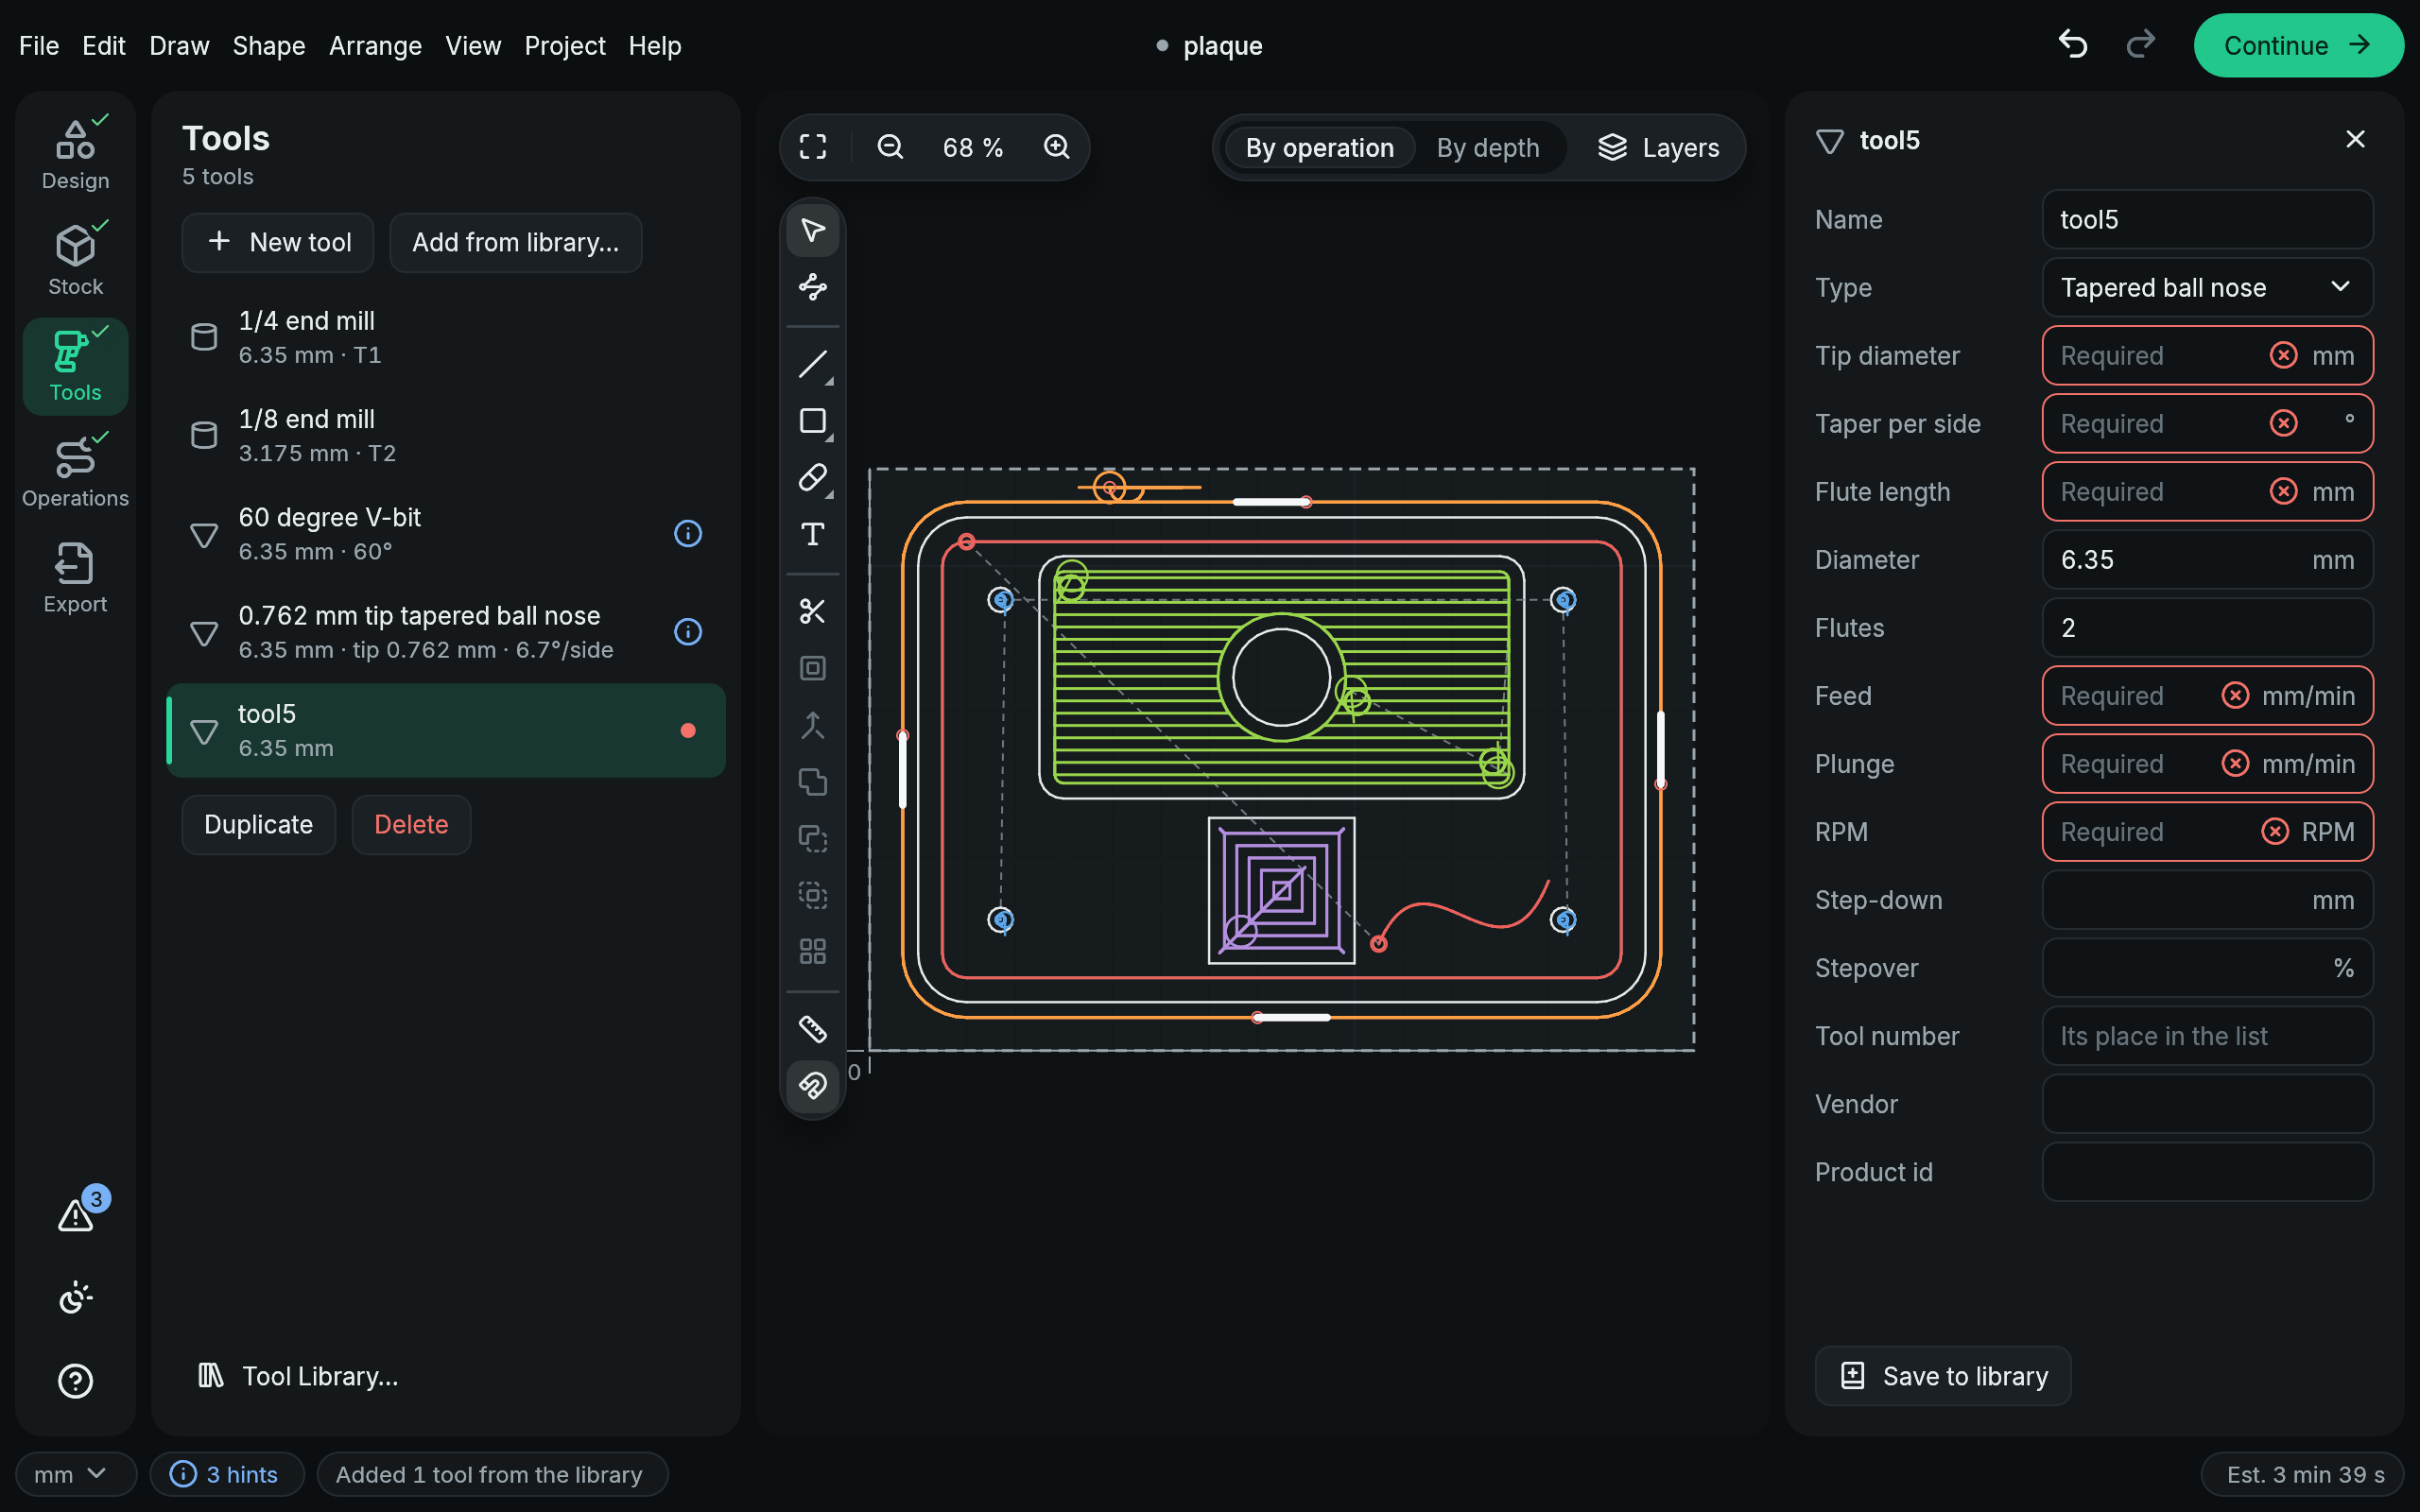 File Edit Draw Shape Arrange View Project Help
plaque
Continue
Design
Stock
Tools
Operations
Export
3
Tools
5 tools
New tool
Add from library...
1/4 end mill
6.35 mm · T1
1/8 end mill
3.175 mm · T2
60 degree V-bit
6.35 mm · 60°
0.762 mm tip tapered ball nose
6.35 mm · tip 0.762 mm · 6.7°/side
tool5
6.35 mm
Duplicate
Delete
Tool Library...
68 %
By operation
By depth
Layers
0
tool5
Name tool5
Type Tapered ball nose
Tip diameter Required mm
Taper per side Required °
Flute length Required mm
Diameter 6.35 mm
Flutes 2
Feed Required mm/min
Plunge Required mm/min
RPM Required RPM
Step-down mm
Stepover %
Tool number Its place in the list
Vendor
Product id
Save to library
mm
3 hints
Added 1 tool from the library
Est. 3 min 39 s